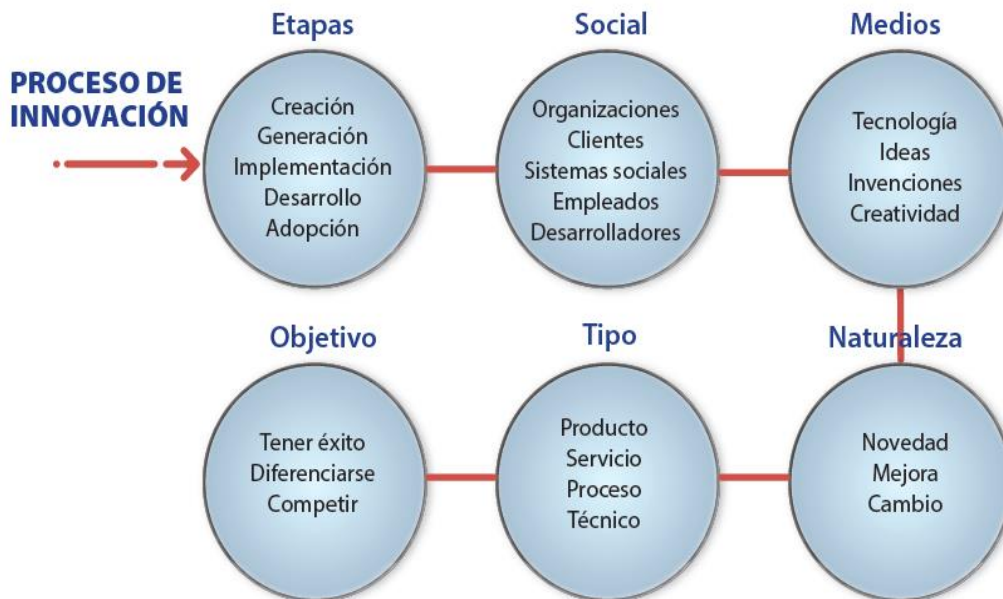 PROCESO DE
INNOVACIÓN
Etapas
Creación
Generación
Implementación
Desarrollo
Adopción
Social
Organizaciones
Clientes
Sistemas sociales
Empleados
Desarrolladores
Medios
Tecnología
Ideas
Invenciones
Creatividad
Naturaleza
Novedad
Mejora
Cambio
Tipo
Producto
Servicio
Proceso
Técnico
Objetivo
Tener éxito
Diferenciarse
Competir